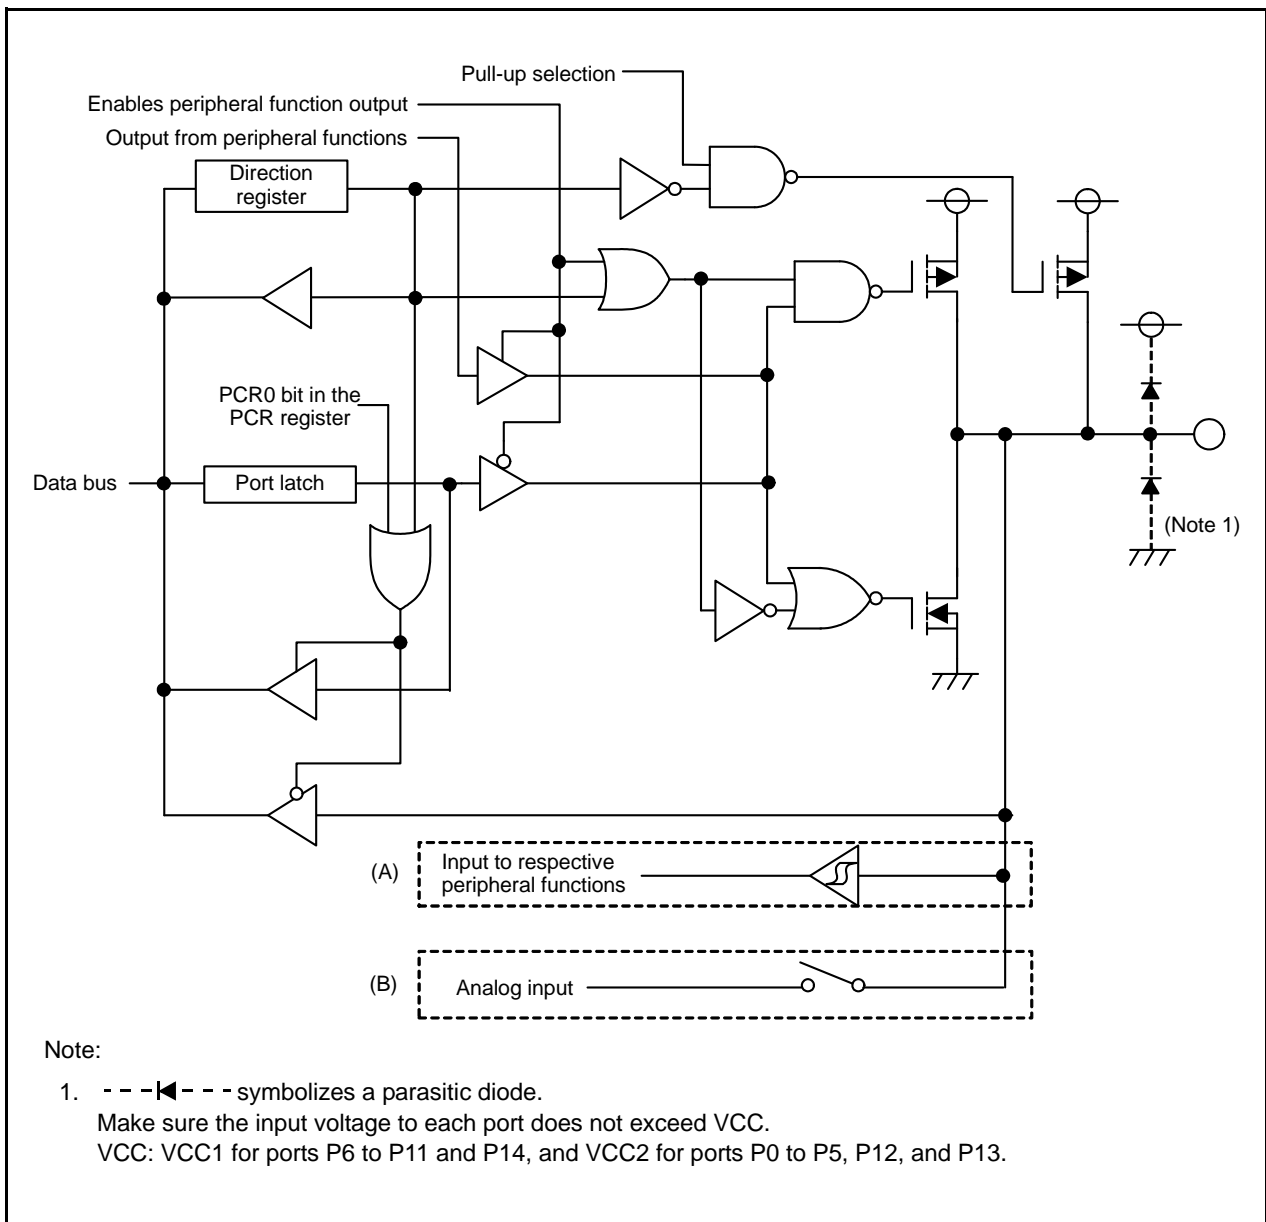 Pull-up selection
Enables peripheral function output
Output from peripheral functions
Direction
register
PCR0 bit in the
PCR register
Data bus
Port latch
(Note 1)
(A)
Input to respective
peripheral functions
(B)
Analog input
Note:
1. symbolizes a parasitic diode.
Make sure the input voltage to each port does not exceed VCC.
VCC: VCC1 for ports P6 to P11 and P14, and VCC2 for ports P0 to P5, P12, and P13.